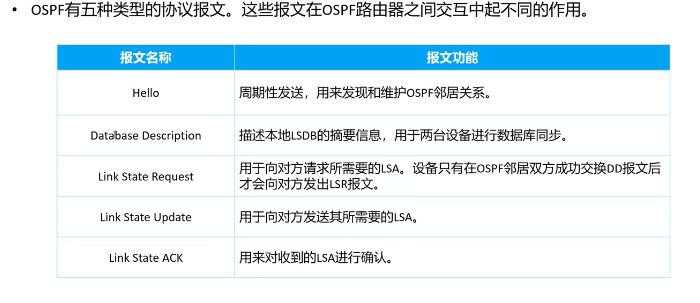 • OSPF有五种类型的协议报文。这些报文在OSPF路由器之间交互中起不同的作用。
报文名称 报文功能
Hello 周期性发送，用来发现和维护OSPF邻居关系。
Database Description 描述本地LSDB的摘要信息，用于两台设备进行数据库同步。
Link State Request 用于向对方请求所需要的LSA。设备只有在OSPF邻居双方成功交换DD报文后
才会向对方发出LSR报文。
Link State Update 用于向对方发送其所需要的LSA。
Link State ACK 用来对收到的LSA进行确认。